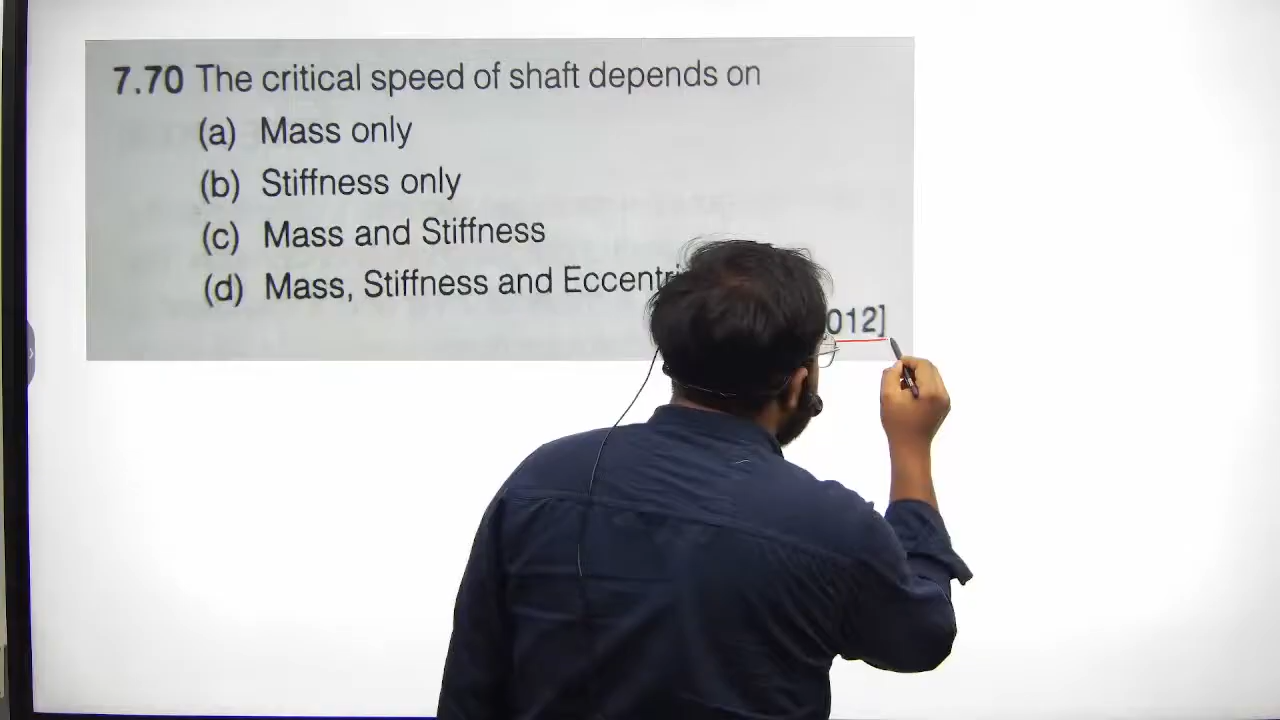 7.70 The critical speed of shaft depends on
(a) Mass only
(b) Stiffness only
(c) Mass and Stiffness
(d) Mass, Stiffness and
012]